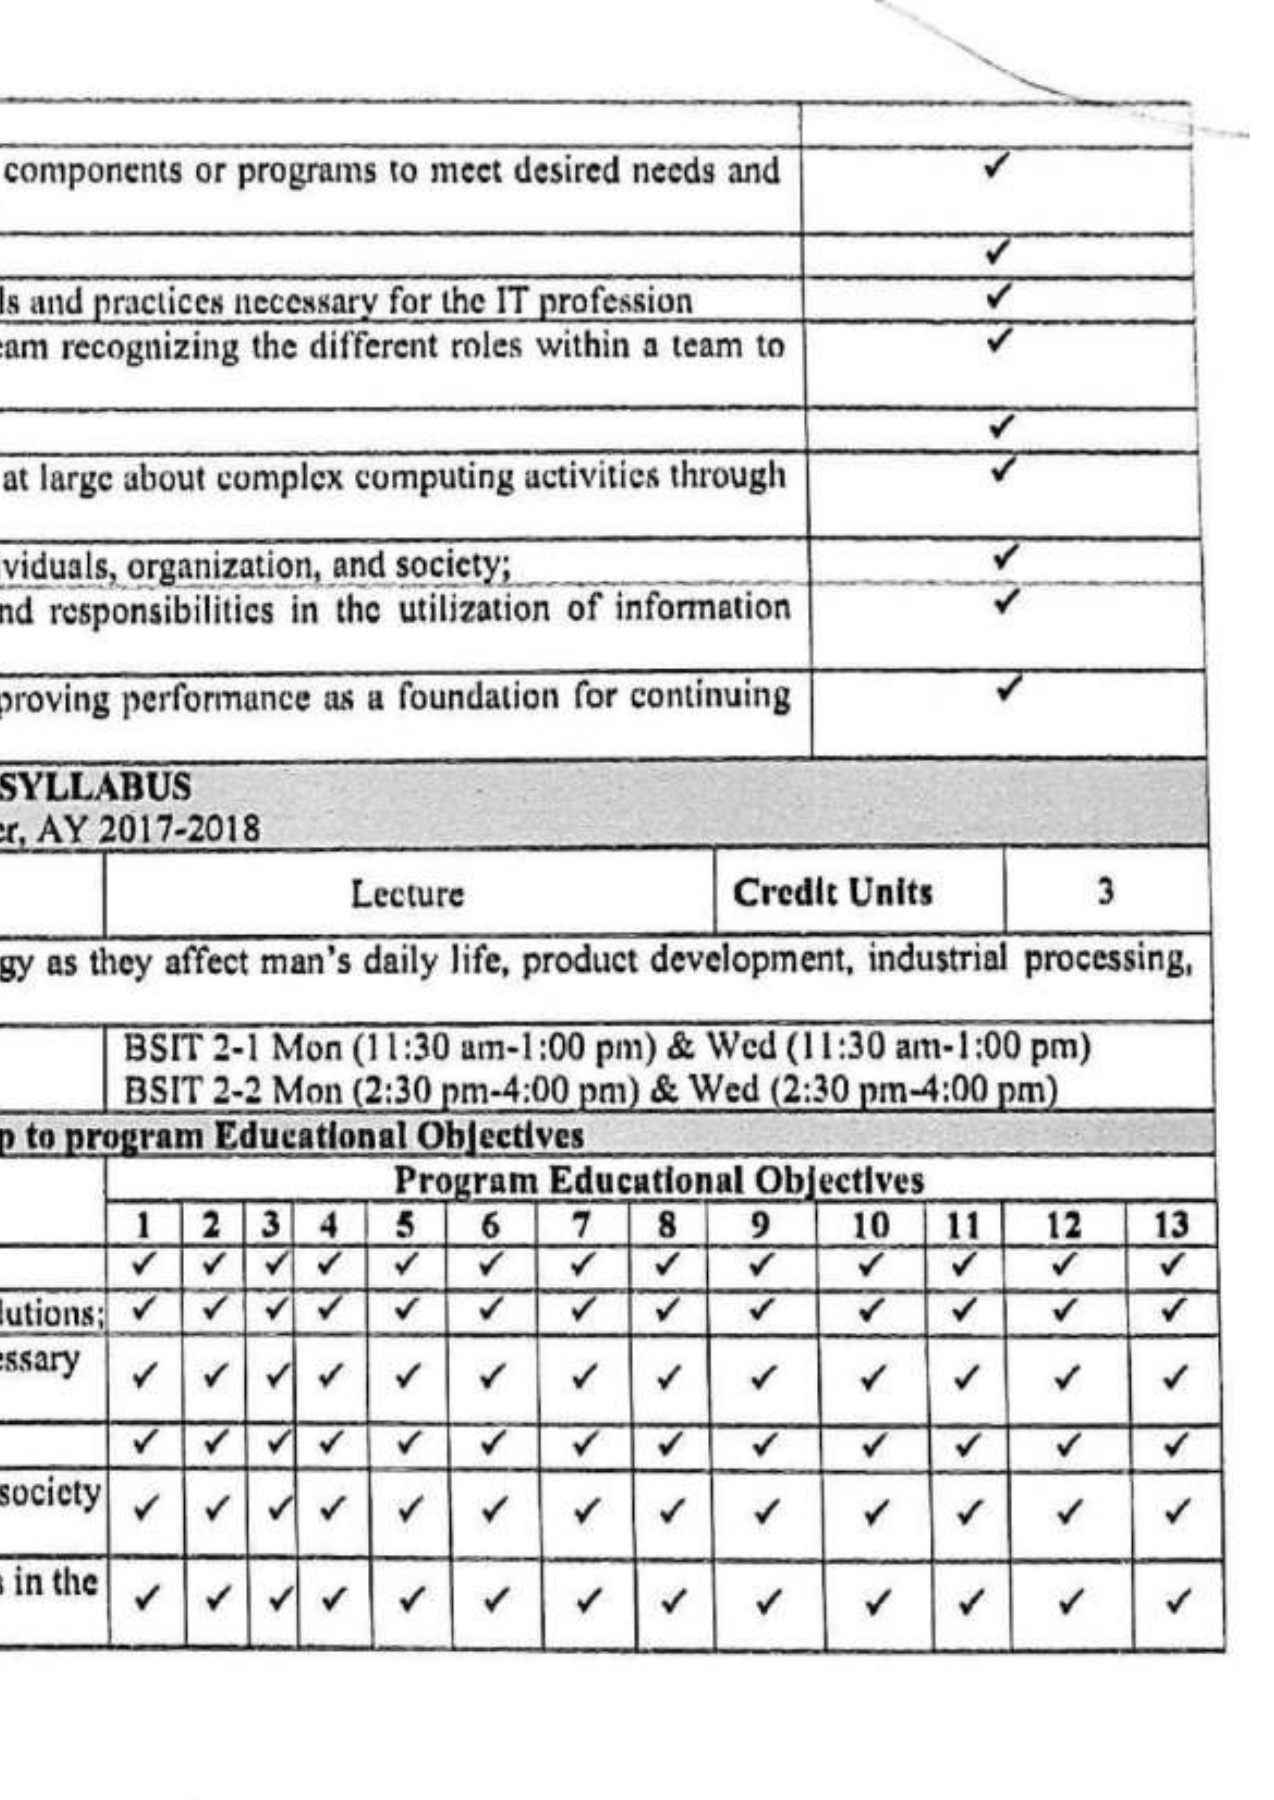 components or programs to meet desired needs and
✓
✓
ls and practices necessary for the IT profession ✓
eam recognizing the different roles within a team to
✓
✓
at large about complex computing activities through
✓
viduals, organization, and society; ✓
nd responsibilities in the utilization of information
✓
proving performance as a foundation for continuing
✓
SYLLABUS
er, AY 2017-2018
Lecture Credit Units 3
gy as they affect man's daily life, product development, industrial processing,
BSIT 2-1 Mon (11:30 am-1:00 pm) & Wed (11:30 am-1:00 pm)
BSIT 2-2 Mon (2:30 pm-4:00 pm) & Wed (2:30 pm-4:00 pm)
p to program Educational Objectives
Program Educational Objectives
1 2 3 4 5 6 7 8 9 10 11 12 13
✓ ✓ ✓ ✓ ✓ ✓ ✓ ✓ ✓ ✓ ✓ ✓ ✓
lutions; ✓ ✓ ✓ ✓ ✓ ✓ ✓ ✓ ✓ ✓ ✓ ✓ ✓
essary
✓ ✓ ✓ ✓ ✓ ✓ ✓ ✓ ✓ ✓ ✓ ✓ ✓
✓ ✓ ✓ ✓ ✓ ✓ ✓ ✓ ✓ ✓ ✓ ✓ ✓
society
✓ ✓ ✓ ✓ ✓ ✓ ✓ ✓ ✓ ✓ ✓ ✓ ✓
s in the
✓ ✓ ✓ ✓ ✓ ✓ ✓ ✓ ✓ ✓ ✓ ✓ ✓